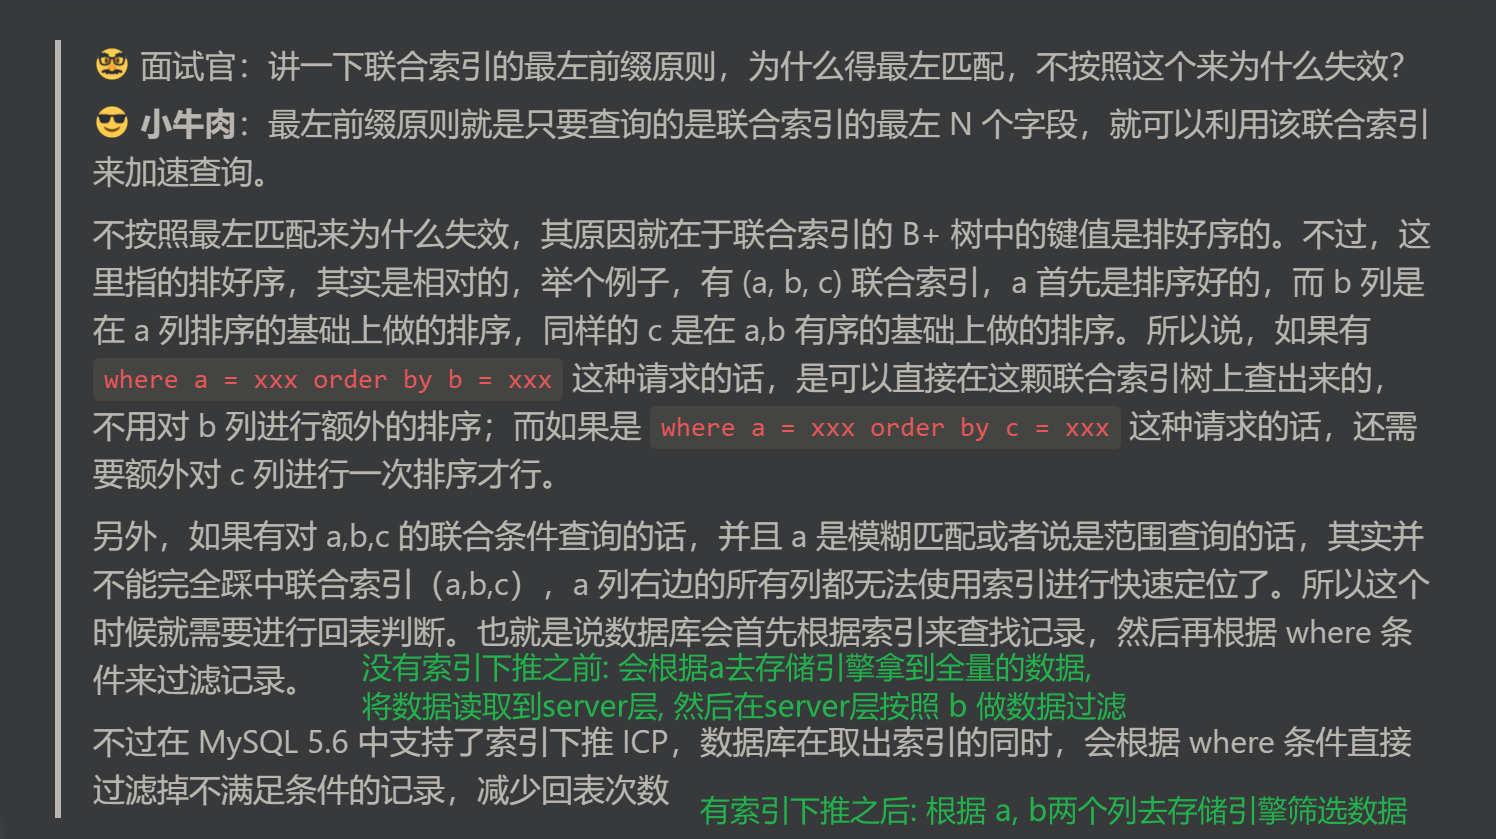 面试官：讲一下联合索引的最左前缀原则，为什么得最左匹配，不按照这个来为什么失效？
小牛肉：最左前缀原则就是只要查询的是联合索引的最左 N 个字段，就可以利用该联合索引
来加速查询。
不按照最左匹配来为什么失效，其原因就在于联合索引的 B+ 树中的键值是排好序的。不过，这
里指的排好序，其实是相对的，举个例子，有 (a, b, c) 联合索引，a 首先是排序好的，而 b 列是
在 a 列排序的基础上做的排序，同样的 c 是在 a,b 有序的基础上做的排序。所以说，如果有
where a = xxx order by b = xxx 这种请求的话，是可以直接在这颗联合索引树上查出来的，
不用对 b 列进行额外的排序；而如果是 where a = xxx order by c = xxx 这种请求的话，还需
要额外对 c 列进行一次排序才行。
另外，如果有对 a,b,c 的联合条件查询的话，并且 a 是模糊匹配或者说是范围查询的话，其实并
不能完全踩中联合索引（a,b,c），a 列右边的所有列都无法使用索引进行快速定位了。所以这个
时候就需要进行回表判断。也就是说数据库会首先根据索引来查找记录，然后再根据 where 条
件来过滤记录。
没有索引下推之前: 会根据a去存储引擎拿到全量的数据,
将数据读取到server层, 然后在server层按照 b 做数据过滤
不过在 MySQL 5.6 中支持了索引下推 ICP，数据库在取出索引的同时，会根据 where 条件直接
过滤掉不满足条件的记录，减少回表次数
有索引下推之后: 根据 a, b两个列去存储引擎筛选数据